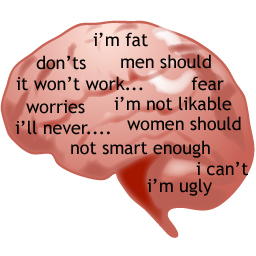 i'm fat
don'ts men should
it won't work... fear
worries i'm not likable
i'll never.... women should
not smart enough
i can't
i'm ugly